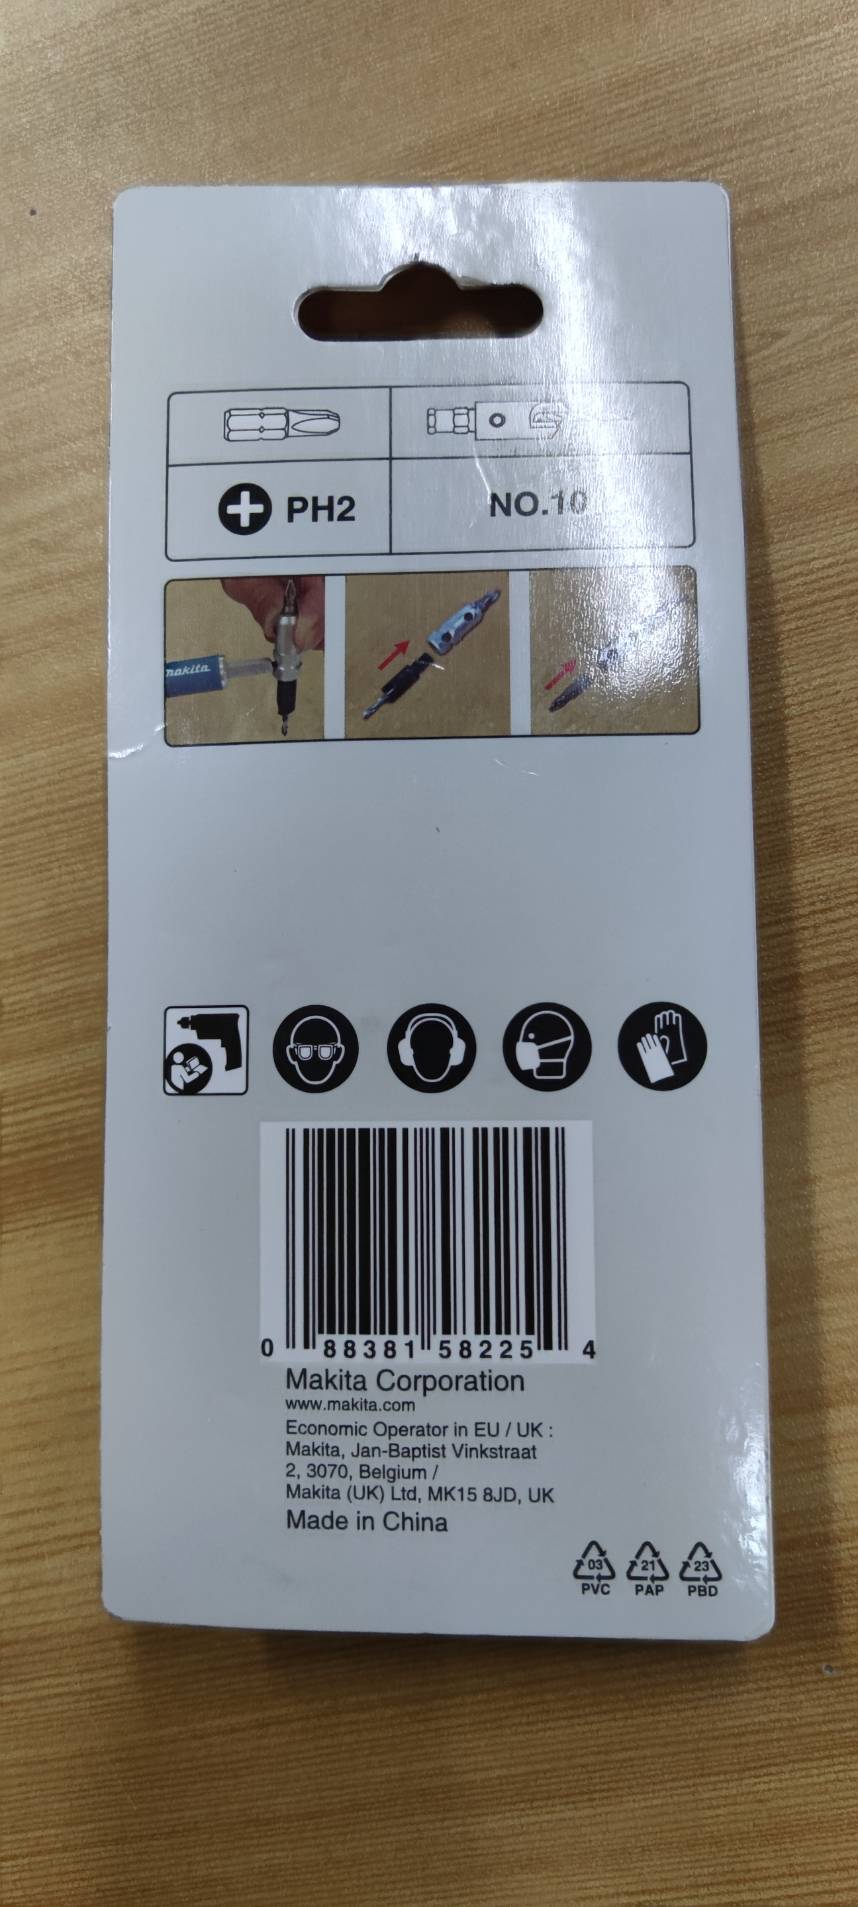 PH2
NO.10
makita
0 88381 58225 4
Makita Corporation
www.makita.com
Economic Operator in EU / UK :
Makita, Jan-Baptist Vinkstraat
2, 3070, Belgium /
Makita (UK) Ltd, MK15 8JD, UK
Made in China
03 21 23
PVC PAP PBD